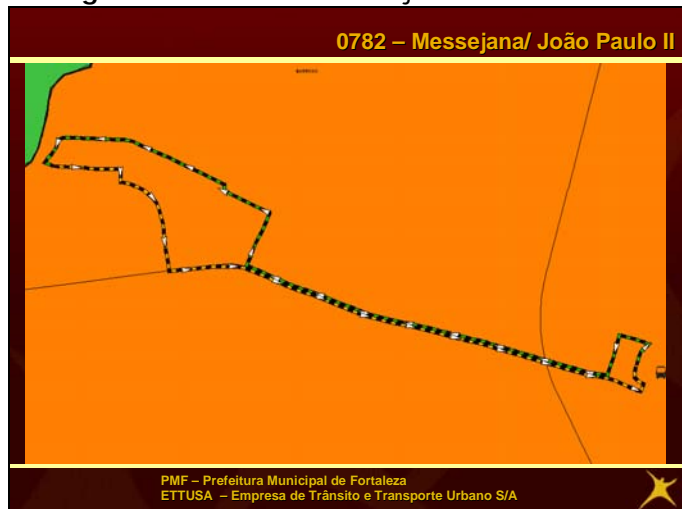 0782 – Messejana/ João Paulo II
PMF – Prefeitura Municipal de Fortaleza
ETTUSA – Empresa de Trânsito e Transporte Urbano S/A